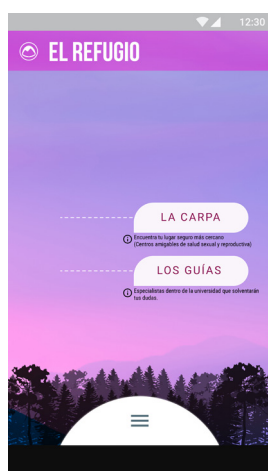 12:30
EL REFUGIO
LA CARPA
Encuentra tu lugar seguro más cercano
(Centros amigables de salud sexual y reproductiva)
LOS GUÍAS
Especialistas dentro de la universidad que solventarán
tus dudas.